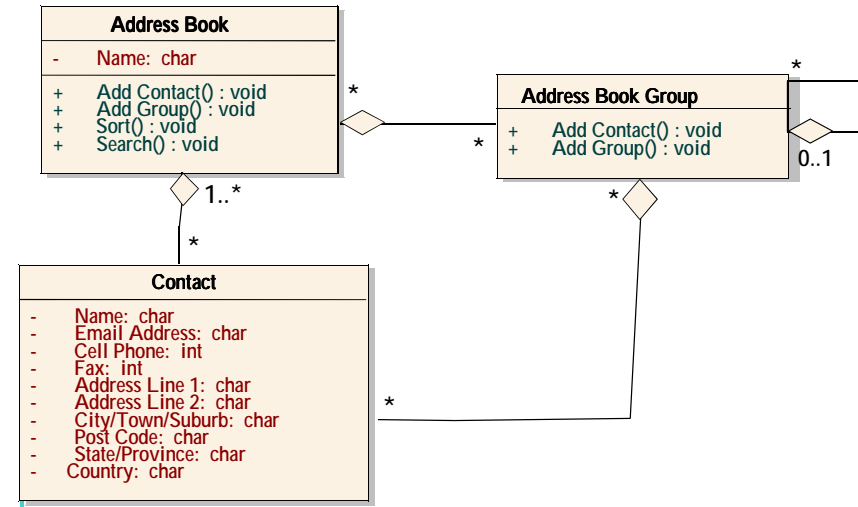 Address Book
- Name: char
+ Add Contact() : void
+ Add Group() : void
+ Sort() : void
+ Search() : void
*
*
Address Book Group
+ Add Contact() : void
+ Add Group() : void
*
0..1
1..*
*
*
*
Contact
- Name: char
- Email Address: char
- Cell Phone: int
- Fax: int
- Address Line 1: char
- Address Line 2: char
- City/Town/Suburb: char
- Post Code: char
- State/Province: char
- Country: char